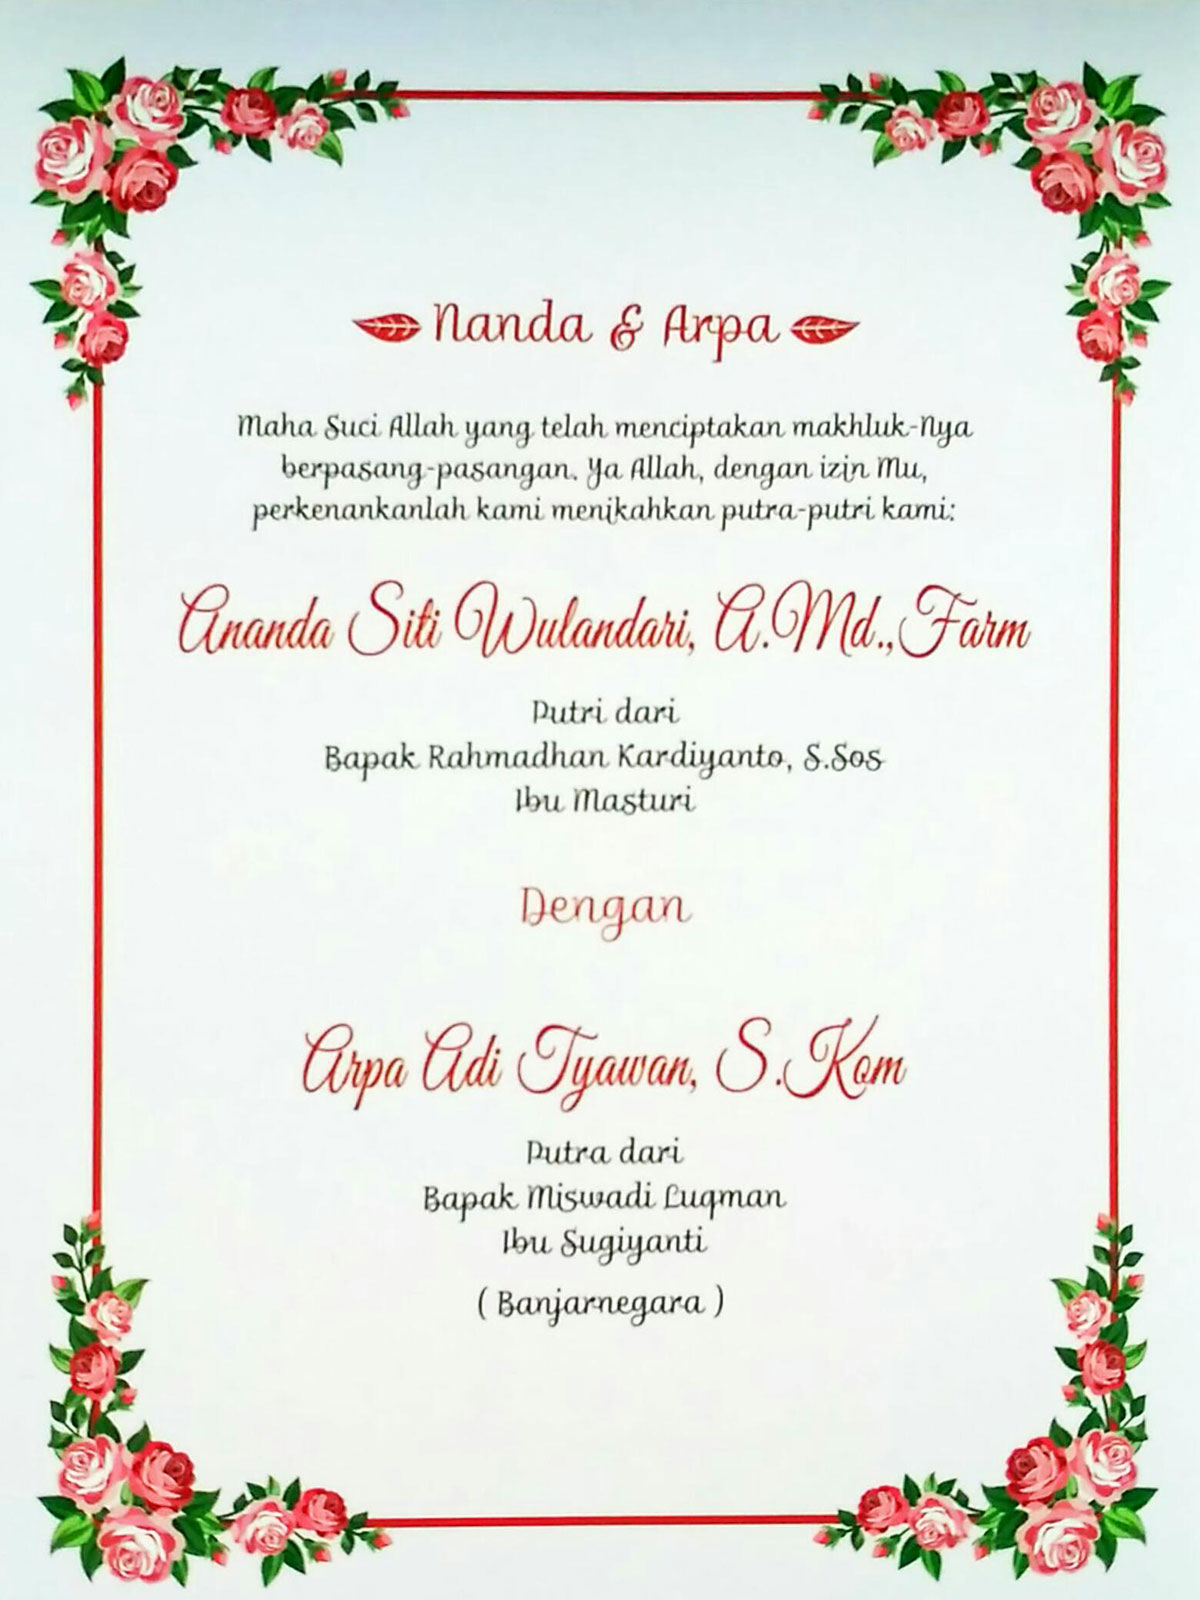 Nanda & Arpa
Maha Suci Allah yang telah menciptakan makhluk-Nya
berpasang-pasangan. Ya Allah, dengan izin Mu,
perkenankanlah kami menikahkan putra-putri kami:
Ananda Siti Wulandari, A.Md.,Farm
Putri dari
Bapak Rahmadhan Kardiyanto, S.Sos
Ibu Masturi
Dengan
Arpa Adi Tyawan, S.Kom
Putra dari
Bapak Miswadi Luqman
Ibu Sugiyanti
( Banjarnegara )